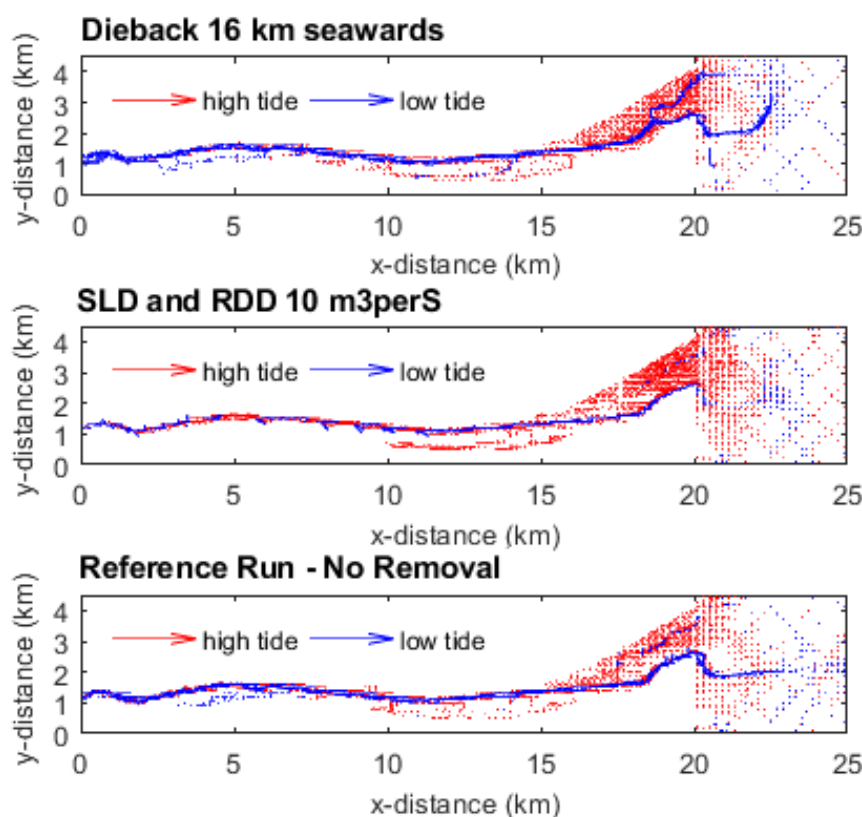 Dieback 16 km seawards
4
3
2
1
0
y-distance (km)
high tide
low tide
0 5 10 15 20 25
x-distance (km)
SLD and RDD 10 m3perS
4
3
2
1
0
y-distance (km)
high tide
low tide
0 5 10 15 20 25
x-distance (km)
Reference Run - No Removal
4
3
2
1
0
y-distance (km)
high tide
low tide
0 5 10 15 20 25
x-distance (km)